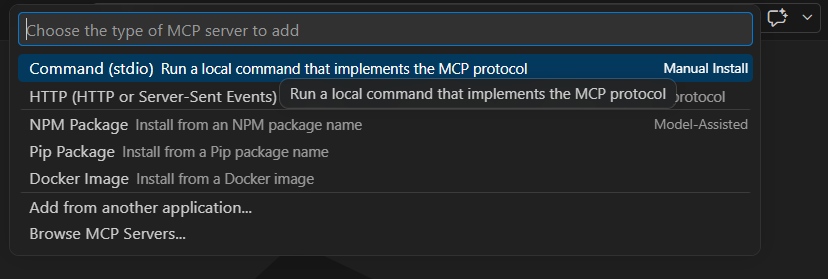 Choose the type of MCP server to add
Command (stdio) Run a local command that implements the MCP protocol Manual Install
HTTP (HTTP or Server-Sent Events) protocol
Run a local command that implements the MCP protocol
NPM Package Install from an NPM package name Model-Assisted
Pip Package Install from a Pip package name
Docker Image Install from a Docker image
Add from another application...
Browse MCP Servers...